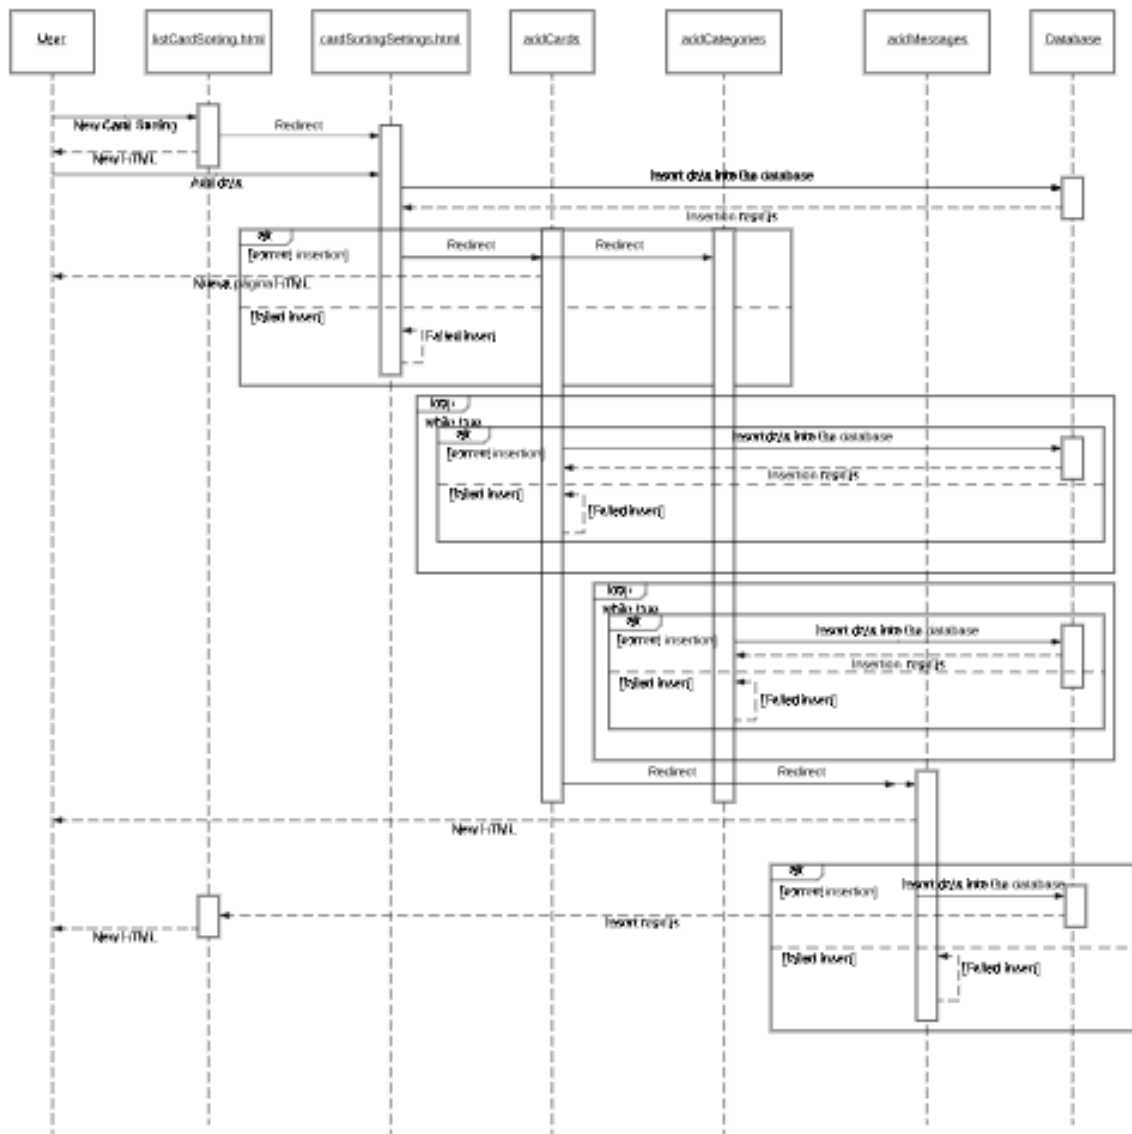 User
listCardSorting.html
cardSortingSettings.html
addCards
addCategories
addMessages
Database
New Card Sorting
Redirect
New HTML
Add data
Insert data into the database
Insertion
alt
[correct insertion]
Redirect
Redirect
Nueva página HTML
[failed insert]
[Failed insert]
loop
while true
alt
Insert data into the database
[correct insertion]
Insertion
[failed insert]
[Failed insert]
loop
while true
alt
Insert data into the database
[correct insertion]
Insertion
[failed insert]
[Failed insert]
Redirect
Redirect
New HTML
alt
Insert data into the database
[correct insertion]
Insert
New HTML
[failed insert]
[Failed insert]